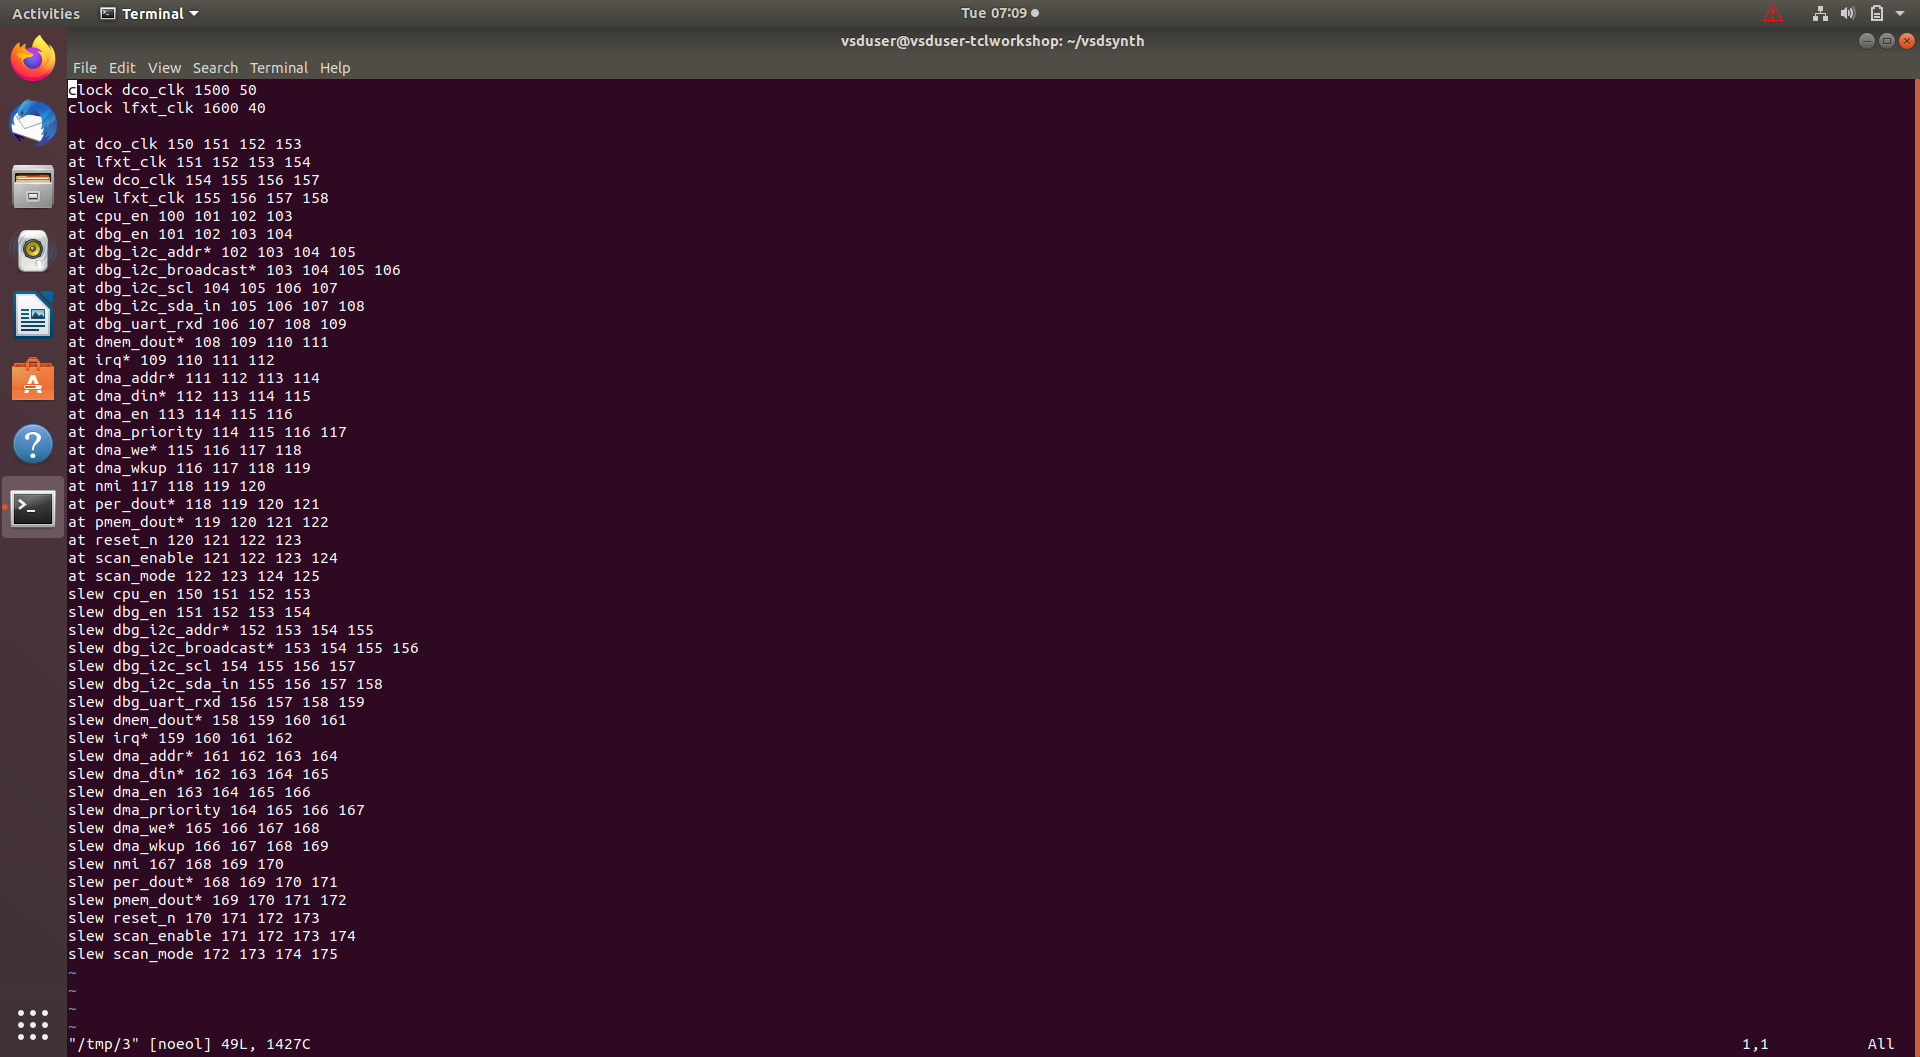 Activities Terminal Tue 07:09
vsduser@vsduser-tclworkshop: ~/vsdsynth
File Edit View Search Terminal Help
clock dco_clk 1500 50
clock lfxt_clk 1600 40
at dco_clk 150 151 152 153
at lfxt_clk 151 152 153 154
slew dco_clk 154 155 156 157
slew lfxt_clk 155 156 157 158
at cpu_en 100 101 102 103
at dbg_en 101 102 103 104
at dbg_i2c_addr* 102 103 104 105
at dbg_i2c_broadcast* 103 104 105 106
at dbg_i2c_scl 104 105 106 107
at dbg_i2c_sda_in 105 106 107 108
at dbg_uart_rxd 106 107 108 109
at dmem_dout* 108 109 110 111
at irq* 109 110 111 112
at dma_addr* 111 112 113 114
at dma_din* 112 113 114 115
at dma_en 113 114 115 116
at dma_priority 114 115 116 117
at dma_we* 115 116 117 118
at dma_wkup 116 117 118 119
at nmi 117 118 119 120
at per_dout* 118 119 120 121
at pmem_dout* 119 120 121 122
at reset_n 120 121 122 123
at scan_enable 121 122 123 124
at scan_mode 122 123 124 125
slew cpu_en 150 151 152 153
slew dbg_en 151 152 153 154
slew dbg_i2c_addr* 152 153 154 155
slew dbg_i2c_broadcast* 153 154 155 156
slew dbg_i2c_scl 154 155 156 157
slew dbg_i2c_sda_in 155 156 157 158
slew dbg_uart_rxd 156 157 158 159
slew dmem_dout* 158 159 160 161
slew irq* 159 160 161 162
slew dma_addr* 161 162 163 164
slew dma_din* 162 163 164 165
slew dma_en 163 164 165 166
slew dma_priority 164 165 166 167
slew dma_we* 165 166 167 168
slew dma_wkup 166 167 168 169
slew nmi 167 168 169 170
slew per_dout* 168 169 170 171
slew pmem_dout* 169 170 171 172
slew reset_n 170 171 172 173
slew scan_enable 171 172 173 174
slew scan_mode 172 173 174 175
~
~
~
~
"/tmp/3" [noeol] 49L, 1427C 1,1 All